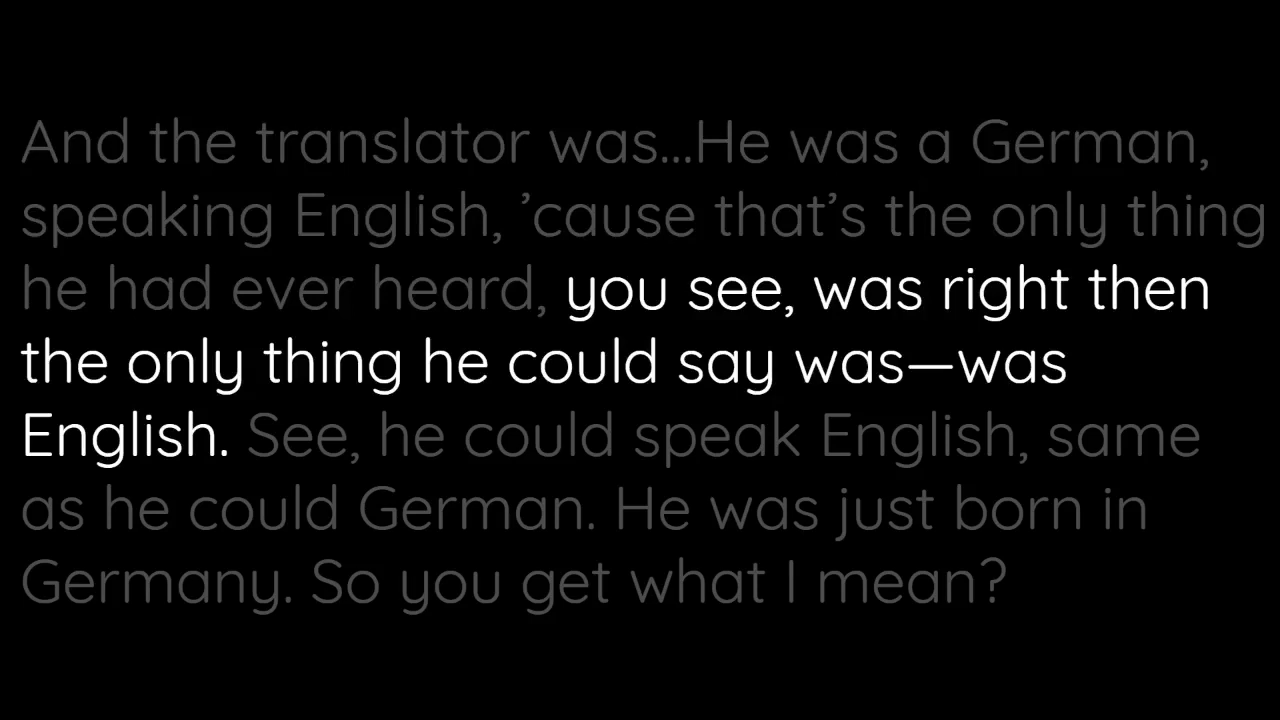 And the translator was...He was a German,
speaking English, ’cause that’s the only thing
he had ever heard, you see, was right then
the only thing he could say was—was
English. See, he could speak English, same
as he could German. He was just born in
Germany. So you get what I mean?